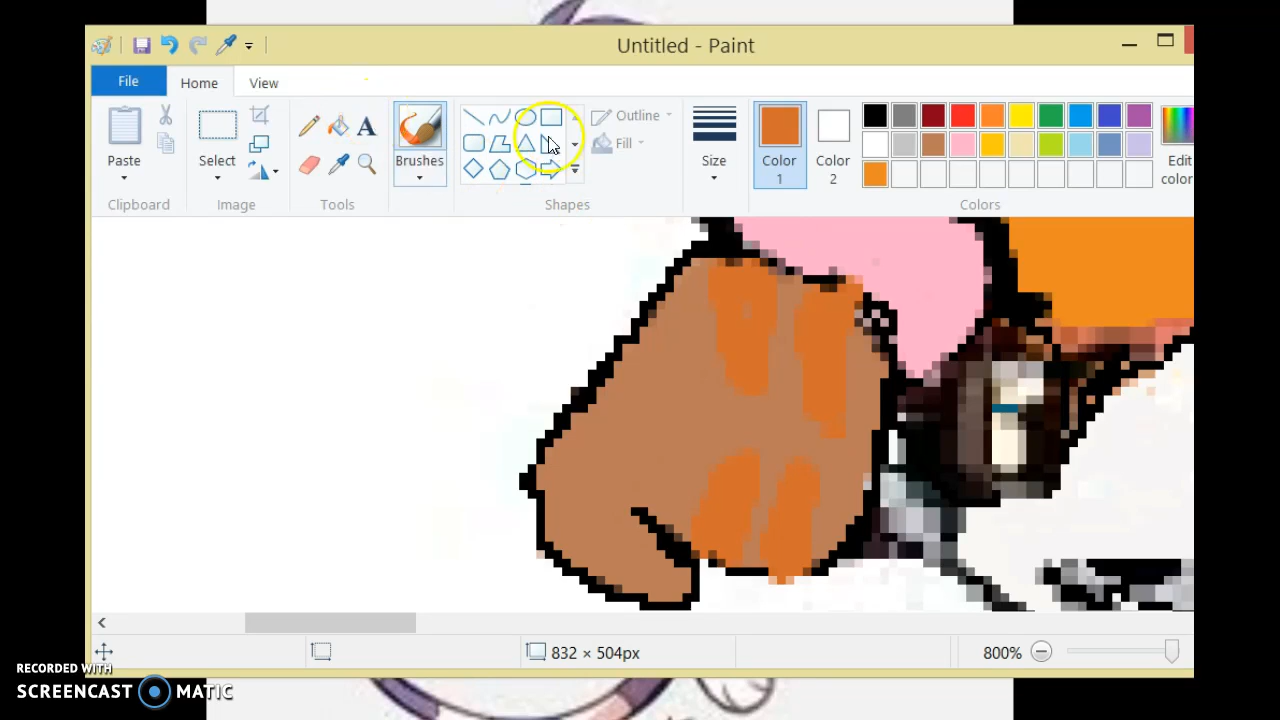 Untitled - Paint
File Home View
Outline
Fill
Paste Select Brushes Size Color 1 Color 2 Edit color
Clipboard Image Tools Shapes Colors
832 × 504px 800%
RECORDED WITH
SCREENCAST MATIC